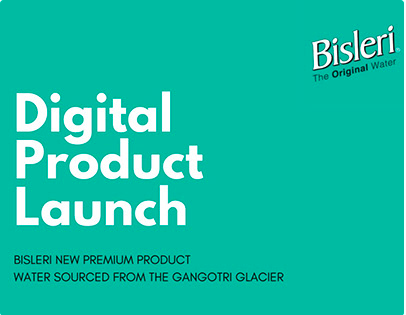 Bisleri
The Original Water
Digital
Product
Launch
BISLERI NEW PREMIUM PRODUCT
WATER SOURCED FROM THE GANGOTRI GLACIER